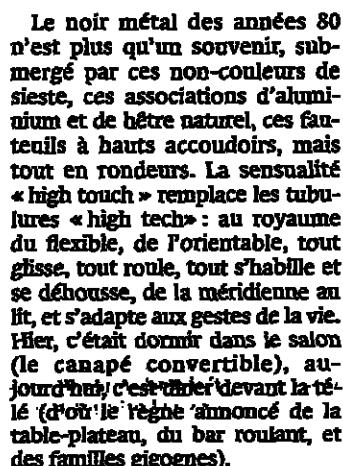 Le noir métal des années 80
n'est plus qu'un souvenir, sub-
mergé par ces non-couleurs de
sieste, ces associations d'alumi-
nium et de hêtre naturel, ces fau-
teuils à hauts accoudoirs, mais
tout en rondeurs. La sensualité
« high touch » remplace les tubu-
lures « high tech» : au royaume
du flexible, de l'orientable, tout
glisse, tout roule, tout s'habille et
se déhousse, de la méridienne au
lit, et s'adapte aux gestes de la vie.
Hier, c'était dormir dans le salon
(le canapé convertible), au-
jourd'hui, c'est dîner devant la té-
lé (d'où le règne annoncé de la
table-plateau, du bar roulant, et
des familles gigognes).